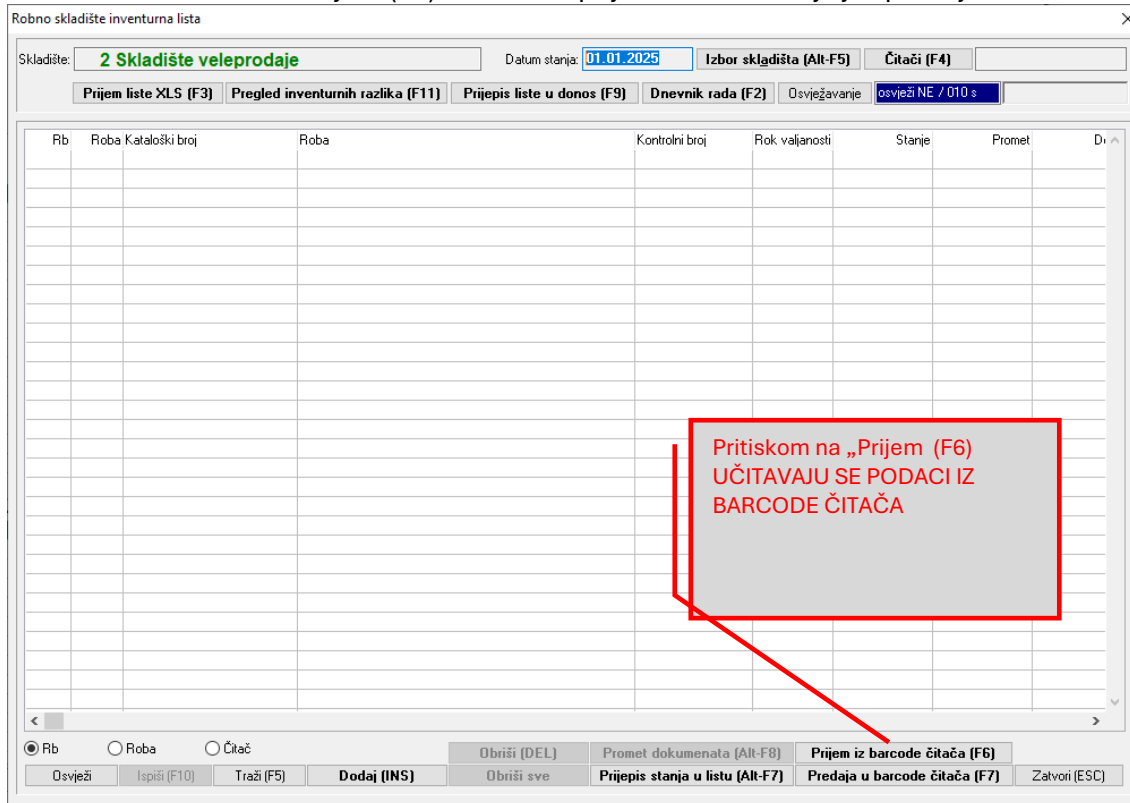 Robno skladište inventurna lista
Skladište: 2 Skladište veleprodaje Datum stanja: 01.01.2025 Izbor skladišta (Alt-F5) Čitači (F4)
Prijem liste XLS (F3) Pregled inventurnih razlika (F11) Prijepis liste u donos (F9) Dnevnik rada (F2) Osvježavanje osvježi NE / 010 s
Rb Roba Kataloški broj Roba Kontrolni broj Rok valjanosti Stanje Promet
Pritiskom na „Prijem (F6)
UČITAVAJU SE PODACI IZ
BARCODE ČITAČA
Rb Roba Čitač Obriši (DEL) Promet dokumenata (Alt-F8) Prijem iz barcode čitača (F6)
Osvježi Ispiši (F10) Traži (F5) Dodaj (INS) Obriši sve Prijepis stanja u listu (Alt-F7) Predaja u barcode čitača (F7) Zatvori (ESC)